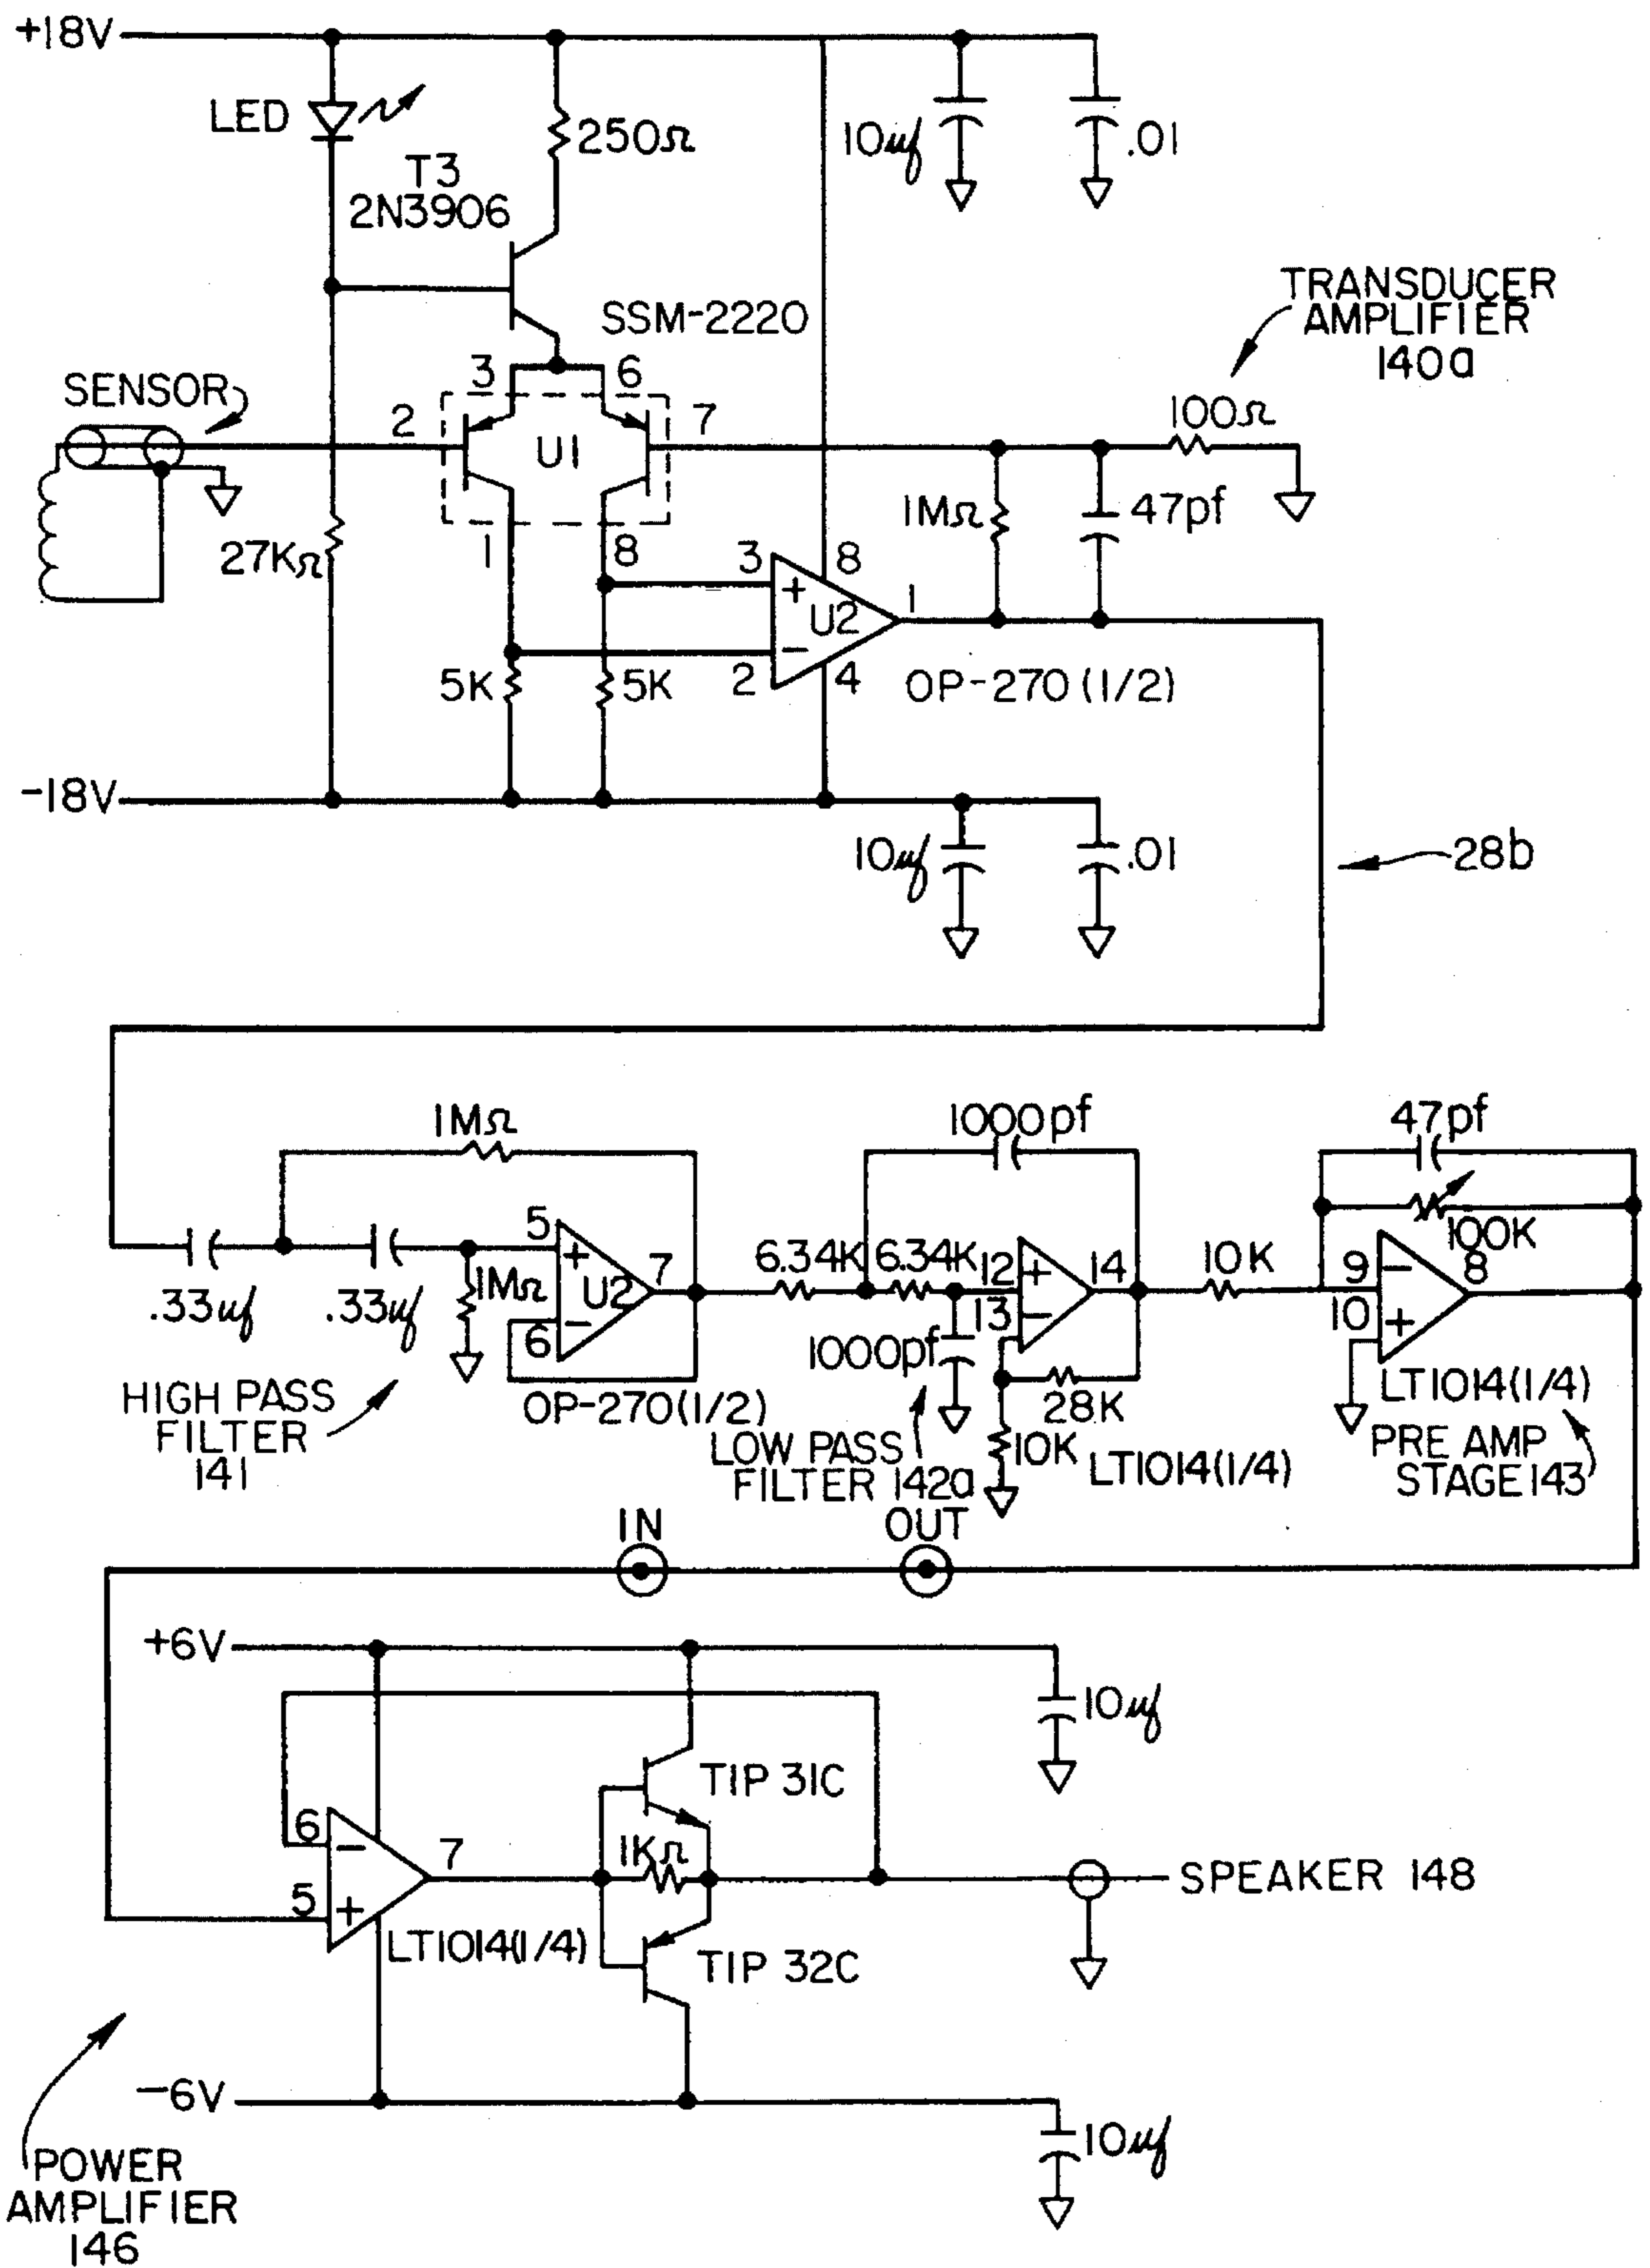 +18V
LED
250Ω
10uf
.01
T3
2N3906
SSM-2220
TRANSDUCER
AMPLIFIER
140a
SENSOR
3
6
2
7
100Ω
U1
1MΩ
47pf
27KΩ
1
8
3
8
+
U2
1
−
5K
5K
2
4
OP-270 (1/2)
-18V
10uf
.01
28b
1MΩ
1000pf
47pf
5
+
7
6.34K
6.34K
12
+
14
10K
100K
9
−
8
.33uf
.33uf
1MΩ
U2
−
6
13
−
10
+
1000pf
HIGH PASS
FILTER
141
OP-270(1/2)
28K
LT1014(1/4)
LOW PASS
FILTER 142a
10K
LT1014(1/4)
PRE AMP
STAGE 143
IN
OUT
+6V
10uf
TIP 31C
6
−
7
1KΩ
SPEAKER 148
5
+
LT1014(1/4)
TIP 32C
-6V
10uf
POWER
AMPLIFIER
146